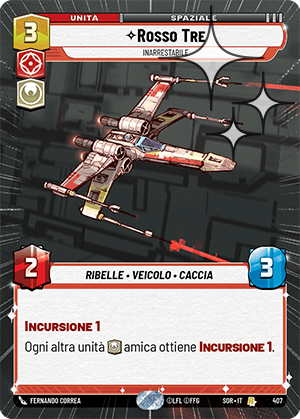 UNITÀ SPAZIALE
3
✧ROSSO TRE
INARRESTABILE
2
RIBELLE • VEICOLO • CACCIA
3
INCURSIONE 1
Ogni altra unità amica ottiene INCURSIONE 1.
FERNANDO CORREA ©LFL ©FFG SOR • IT 407